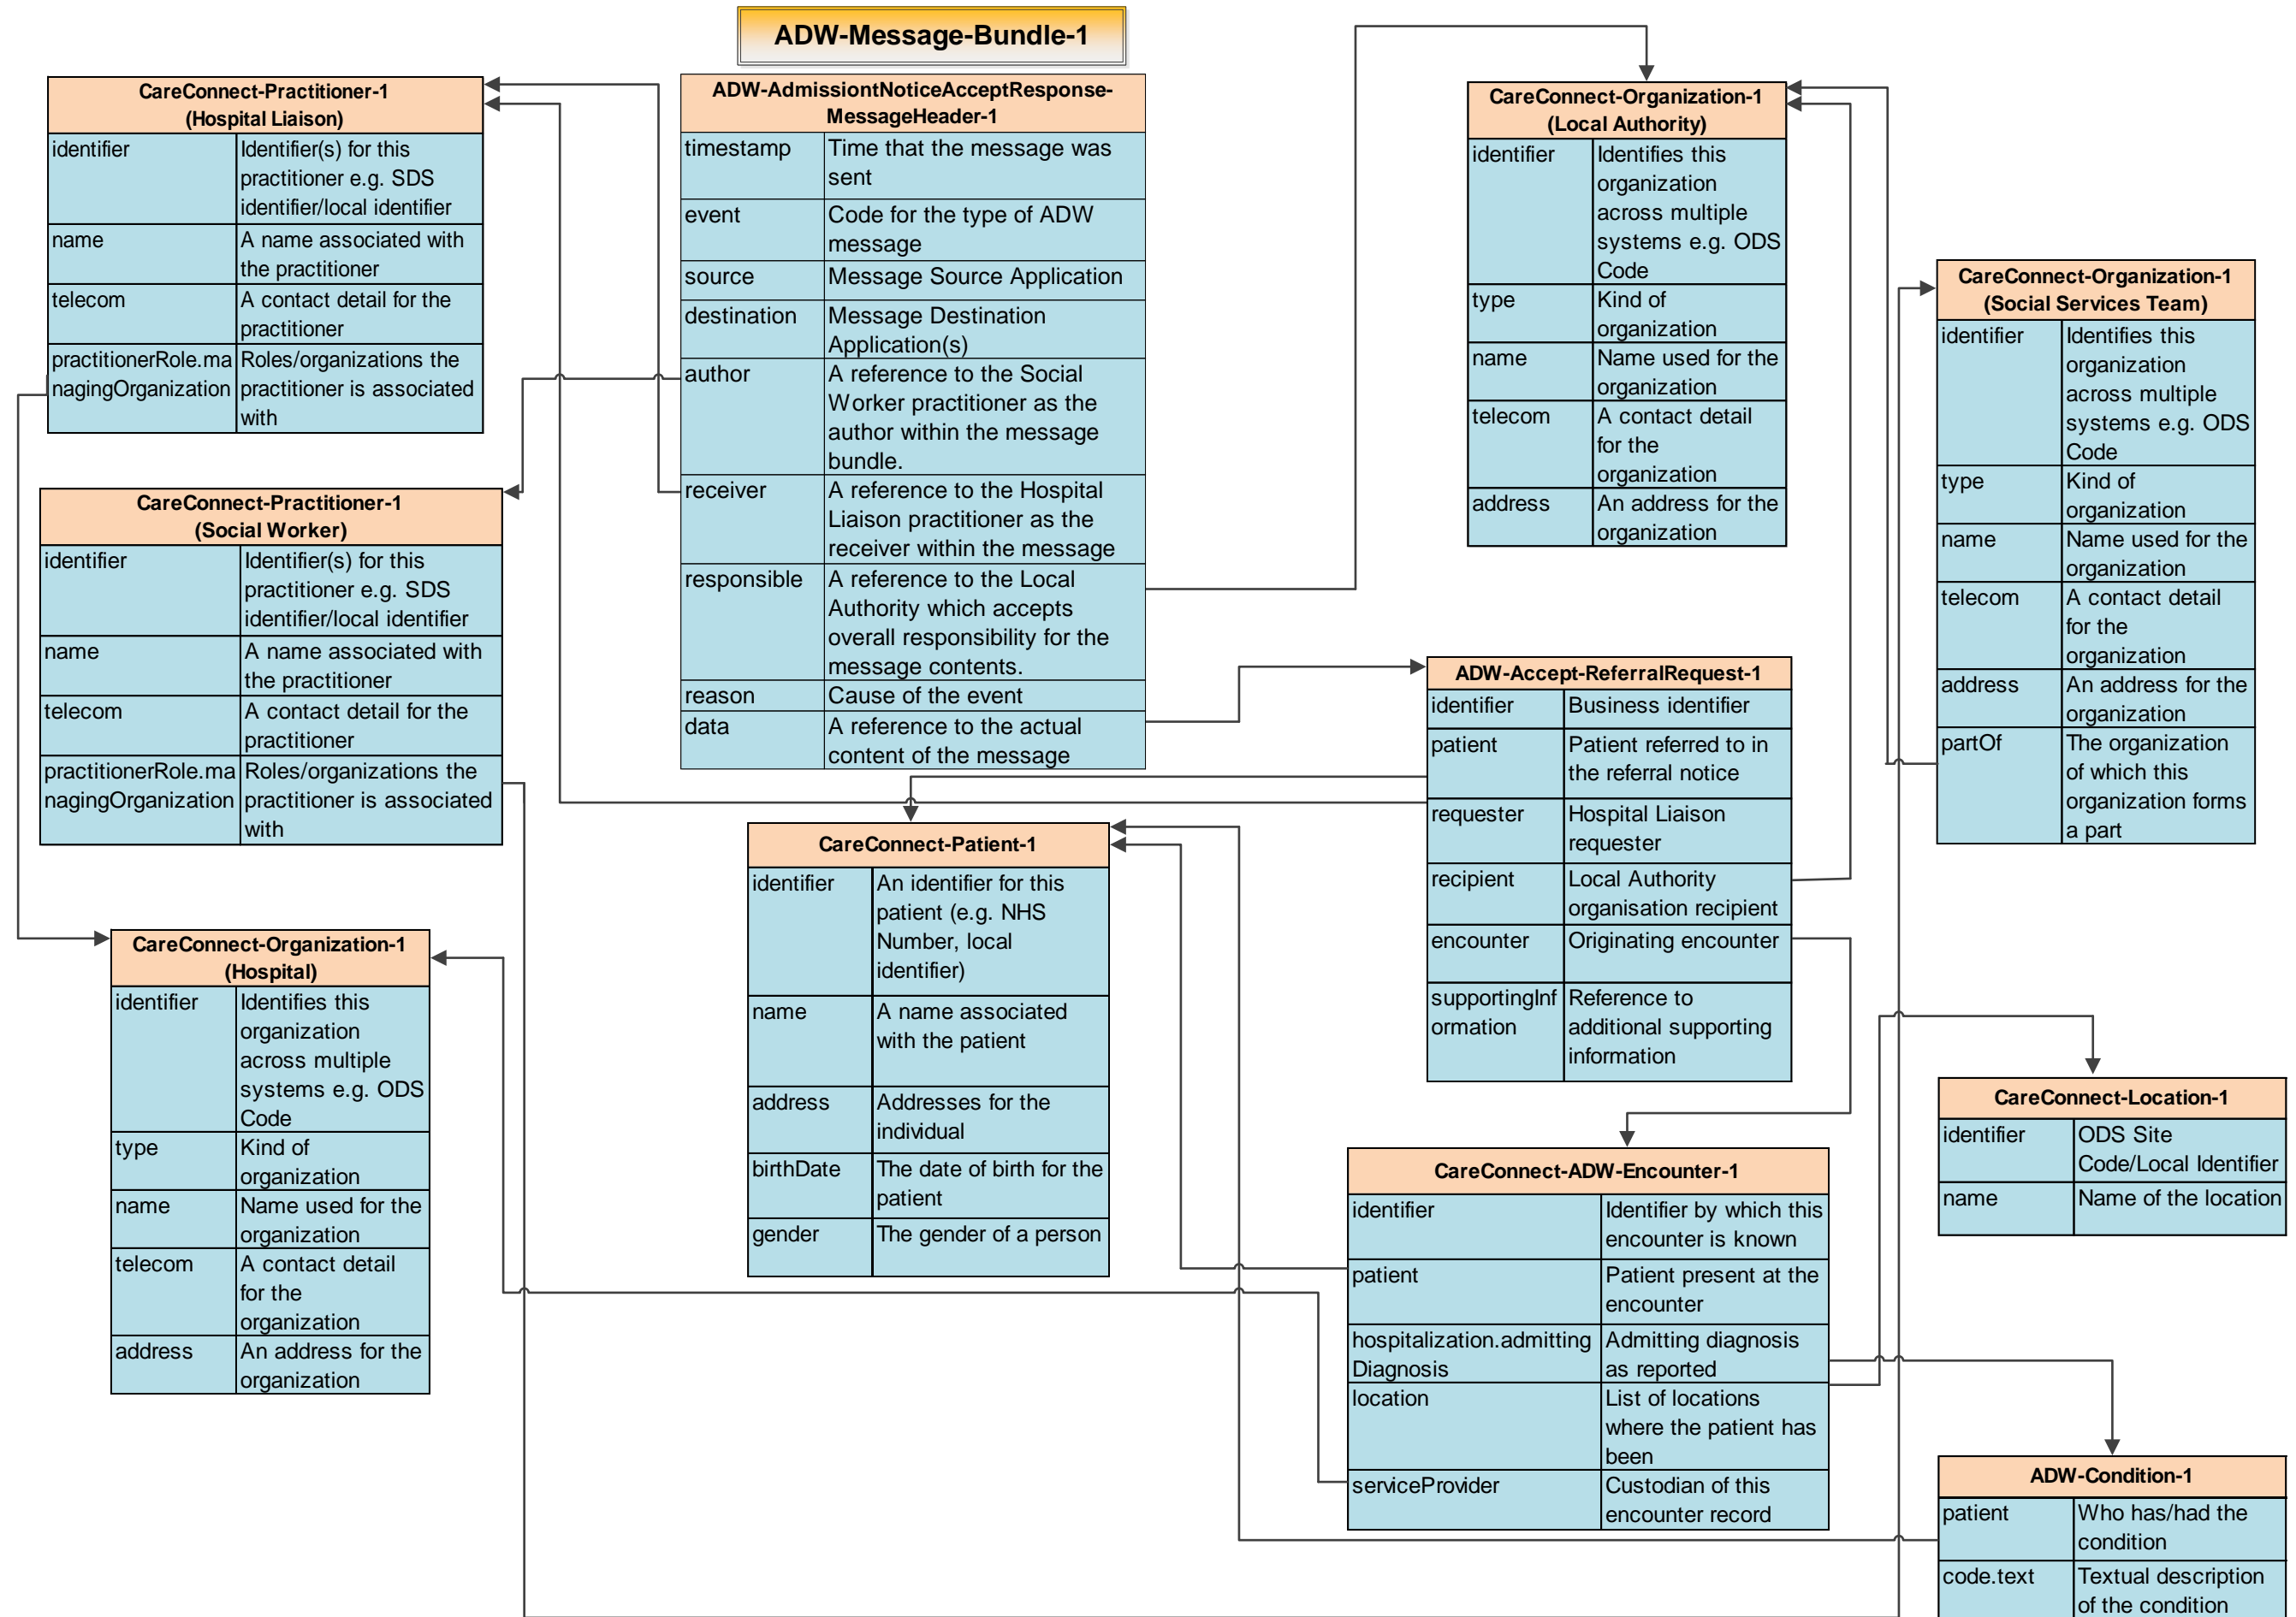 ADW-Message-Bundle-1
CareConnect-Practitioner-1
(Hospital Liaison)
identifier
Identifier(s) for this
practitioner e.g. SDS
identifier/local identifier
name
A name associated with
the practitioner
telecom
A contact detail for the
practitioner
practitionerRole.ma
nagingOrganization
Roles/organizations the
practitioner is associated
with
CareConnect-Practitioner-1
(Social Worker)
identifier
Identifier(s) for this
practitioner e.g. SDS
identifier/local identifier
name
A name associated with
the practitioner
telecom
A contact detail for the
practitioner
practitionerRole.ma
nagingOrganization
Roles/organizations the
practitioner is associated
with
CareConnect-Organization-1
(Hospital)
identifier
Identifies this
organization
across multiple
systems e.g. ODS
Code
type
Kind of
organization
name
Name used for the
organization
telecom
A contact detail
for the
organization
address
An address for the
organization
ADW-AdmissiontNoticeAcceptResponse-
MessageHeader-1
timestamp
Time that the message was
sent
event
Code for the type of ADW
message
source
Message Source Application
destination
Message Destination
Application(s)
author
A reference to the Social
Worker practitioner as the
author within the message
bundle.
receiver
A reference to the Hospital
Liaison practitioner as the
receiver within the message
responsible
A reference to the Local
Authority which accepts
overall responsibility for the
message contents.
reason
Cause of the event
data
A reference to the actual
content of the message
CareConnect-Patient-1
identifier
An identifier for this
patient (e.g. NHS
Number, local
identifier)
name
A name associated
with the patient
address
Addresses for the
individual
birthDate
The date of birth for the
patient
gender
The gender of a person
CareConnect-Organization-1
(Local Authority)
identifier
Identifies this
organization
across multiple
systems e.g. ODS
Code
type
Kind of
organization
name
Name used for the
organization
telecom
A contact detail
for the
organization
address
An address for the
organization
ADW-Accept-ReferralRequest-1
identifier
Business identifier
patient
Patient referred to in
the referral notice
requester
Hospital Liaison
requester
recipient
Local Authority
organisation recipient
encounter
Originating encounter
supportingInf
ormation
Reference to
additional supporting
information
CareConnect-ADW-Encounter-1
identifier
Identifier by which this
encounter is known
patient
Patient present at the
encounter
hospitalization.admitting
Diagnosis
Admitting diagnosis
as reported
location
List of locations
where the patient has
been
serviceProvider
Custodian of this
encounter record
CareConnect-Organization-1
(Social Services Team)
identifier
Identifies this
organization
across multiple
systems e.g. ODS
Code
type
Kind of
organization
name
Name used for the
organization
telecom
A contact detail
for the
organization
address
An address for the
organization
partOf
The organization
of which this
organization forms
a part
CareConnect-Location-1
identifier
ODS Site
Code/Local Identifier
name
Name of the location
ADW-Condition-1
patient
Who has/had the
condition
code.text
Textual description
of the condition